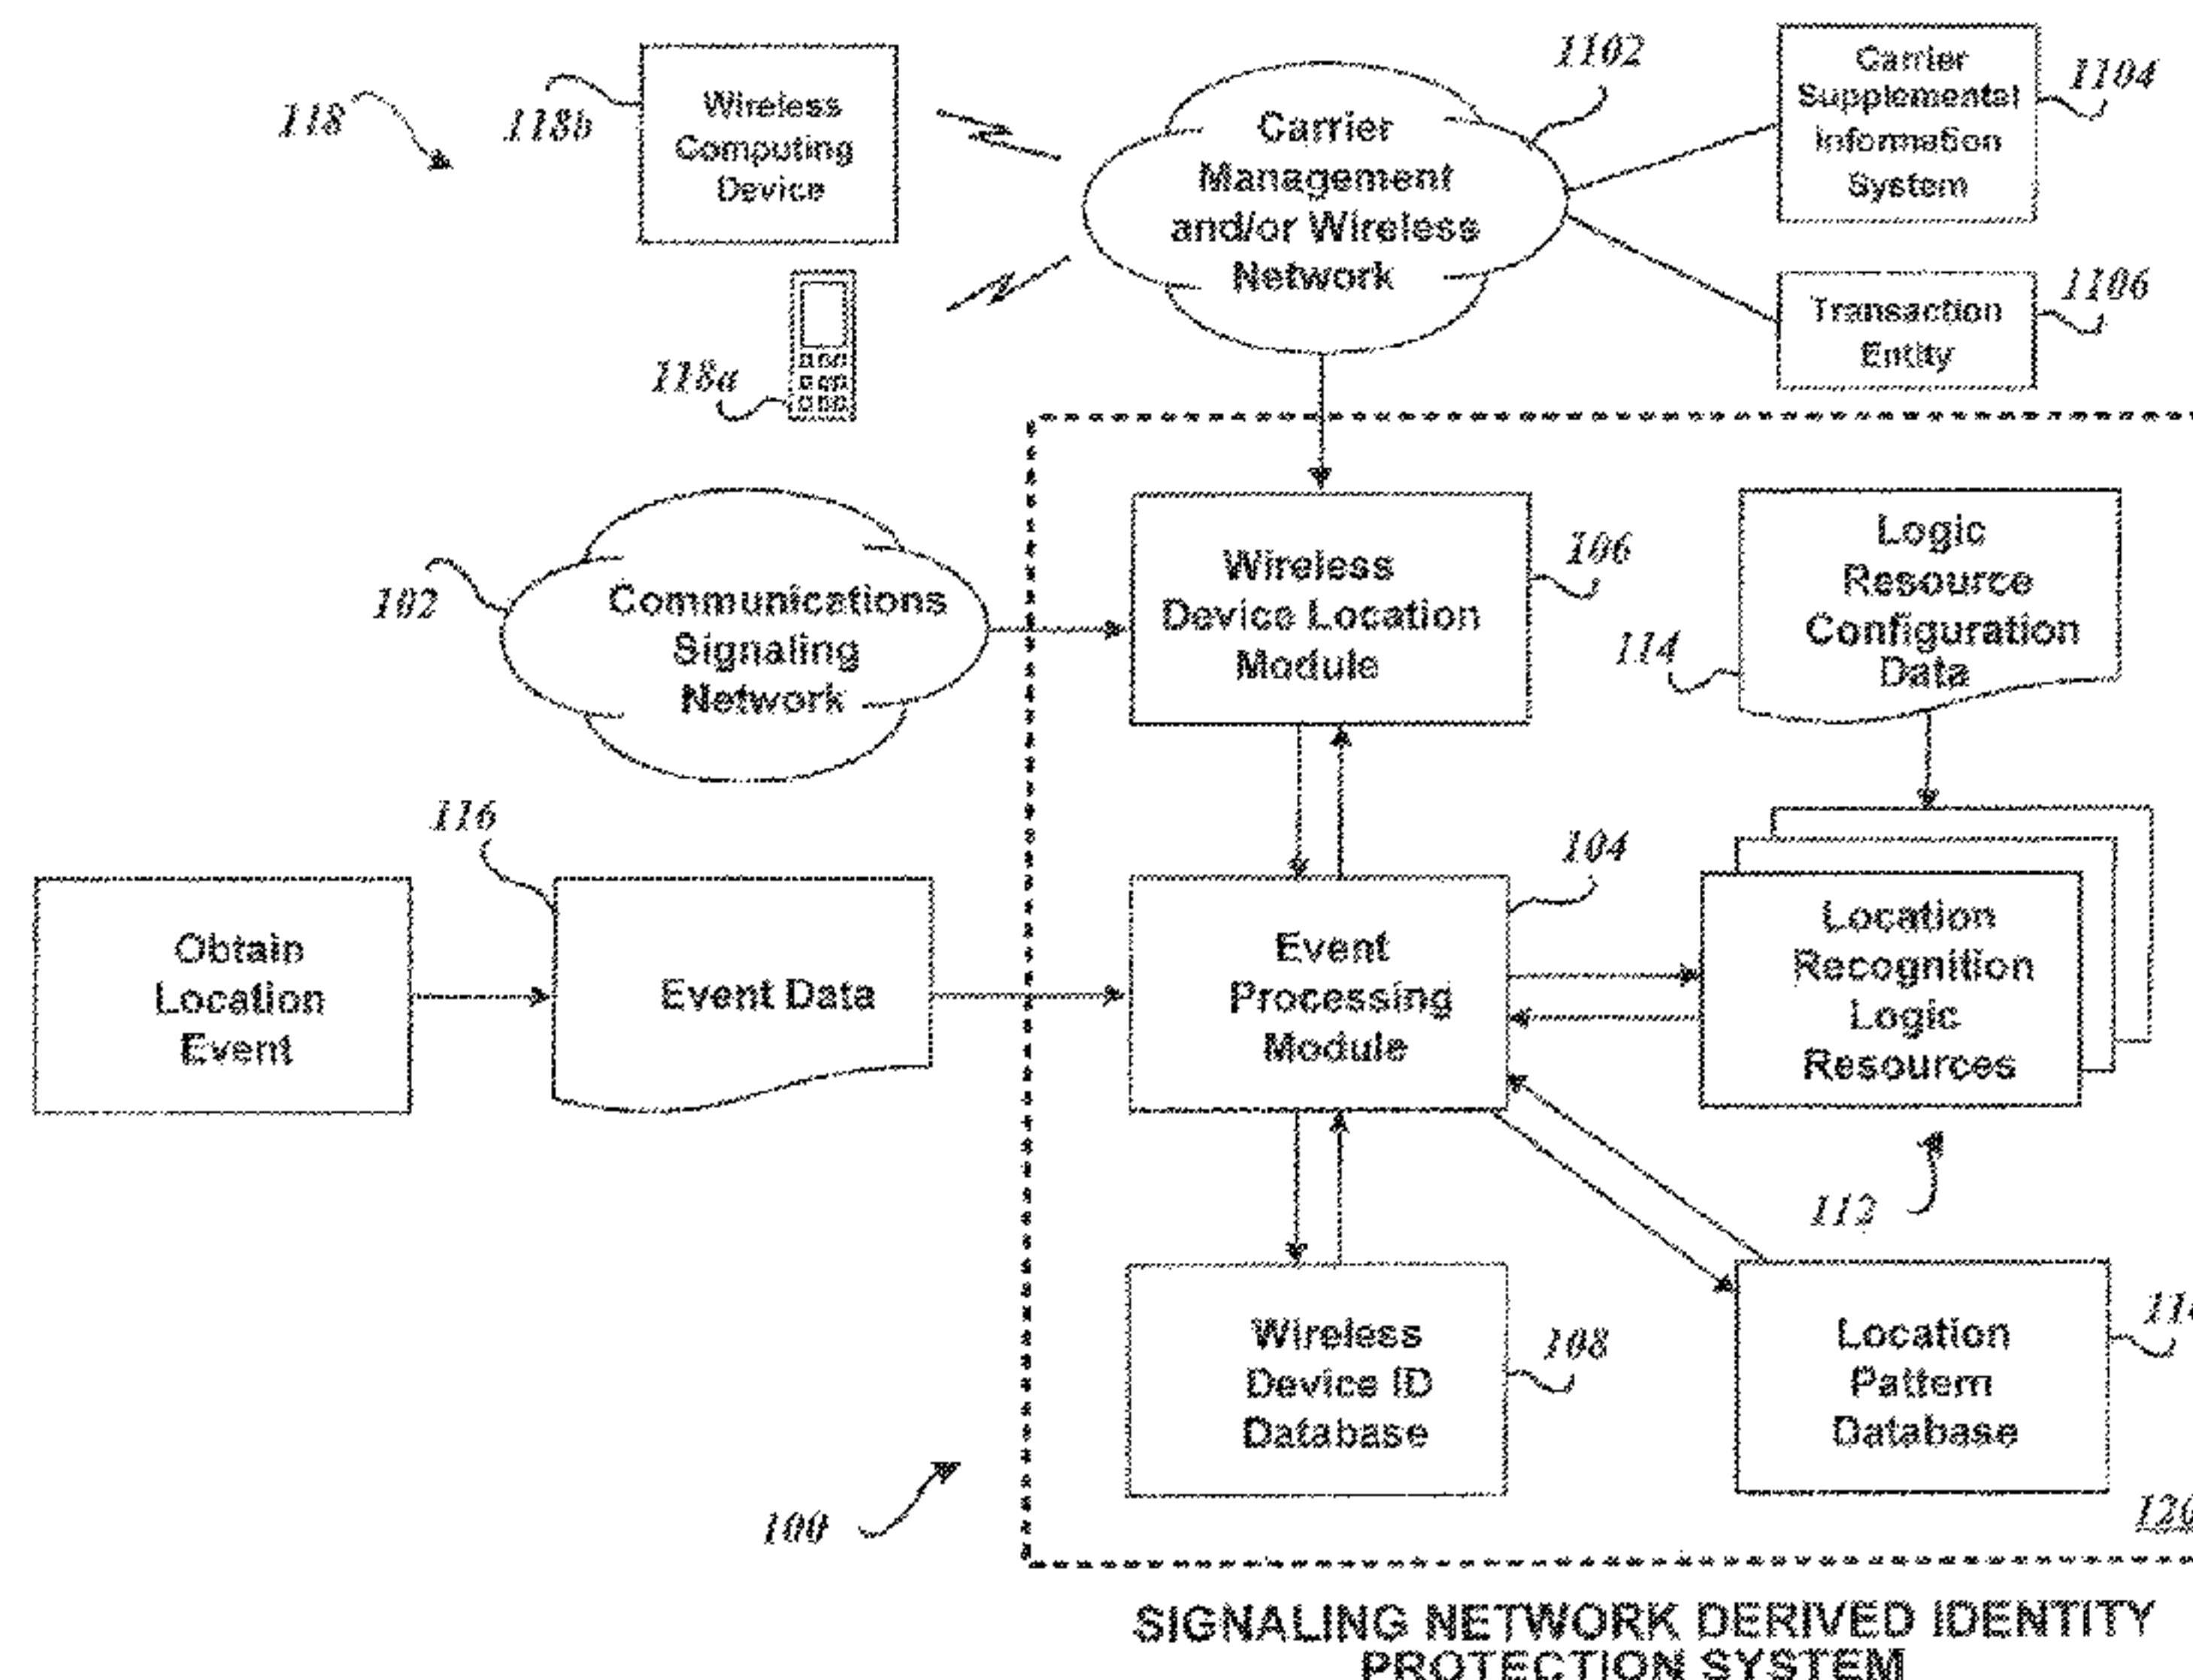 118
118b
Wireless
Computing
Device
118a
Carrier
Management
and/or Wireless
Network
1102
Carrier
Supplemental
Information
System
1104
Transaction
Entity
1106
102
Communications
Signaling
Network
Wireless
Device Location
Module
106
Logic
Resource
Configuration
Data
114
116
Obtain
Location
Event
Event Data
Event
Processing
Module
104
Location
Recognition
Logic
Resources
112
Wireless
Device ID
Database
108
Location
Pattern
Database
100
SIGNALING NETWORK DERIVED IDENTITY
PROTECTION SYSTEM